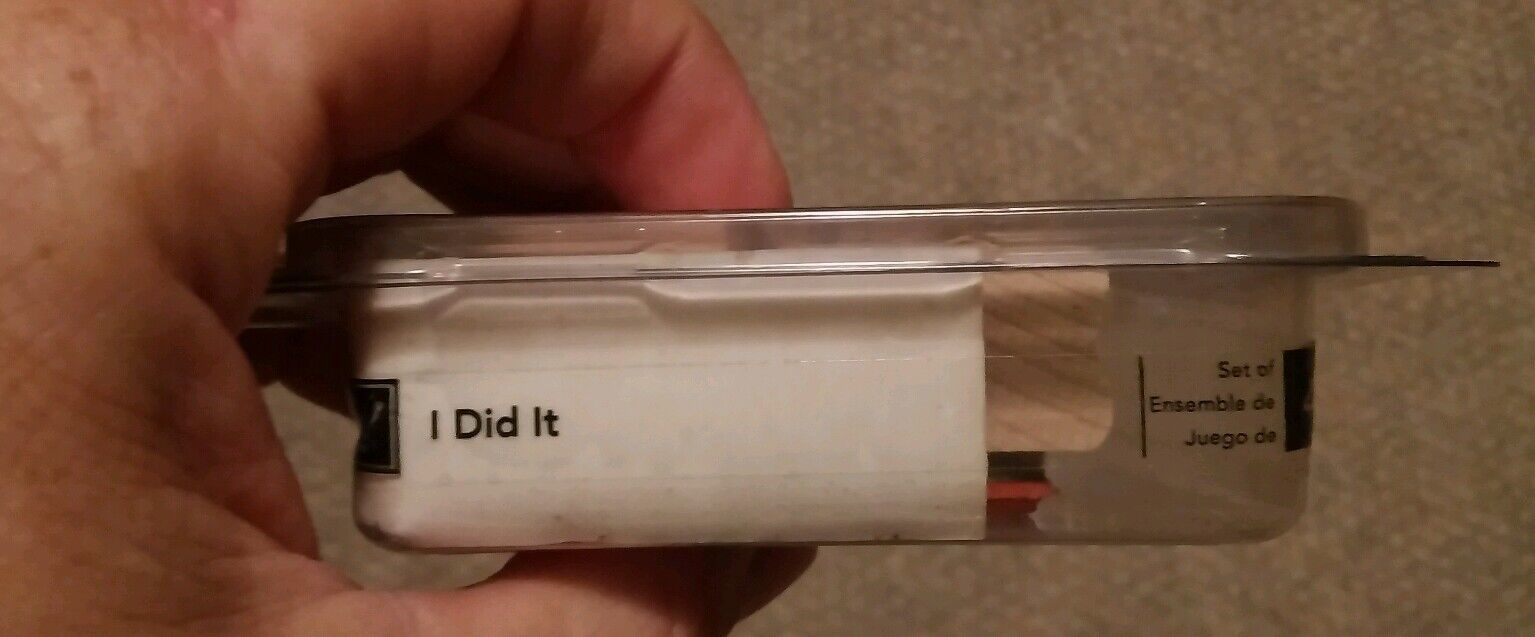 I Did It
Set of
Ensemble de
Juego de